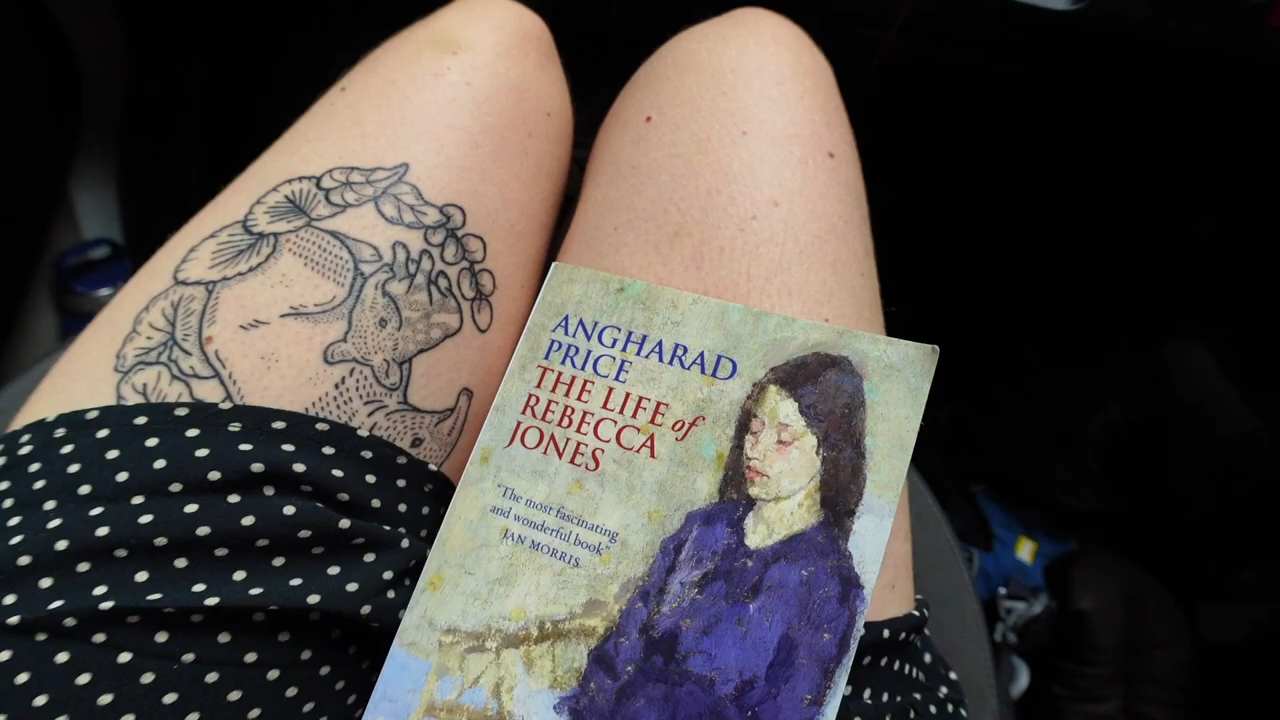 ANGHARAD
PRICE
THE LIFE of
REBECCA
JONES
“The most fascinating
and wonderful book”
JAN MORRIS